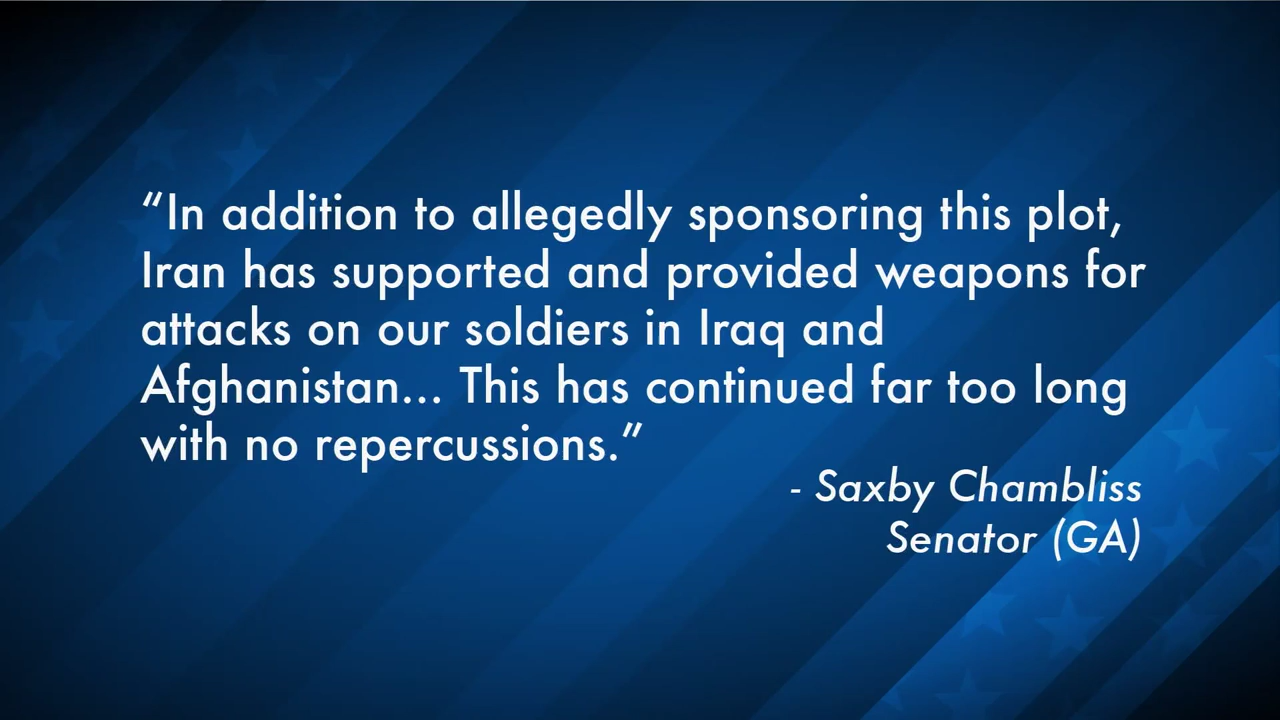 “In addition to allegedly sponsoring this plot,
Iran has supported and provided weapons for
attacks on our soldiers in Iraq and
Afghanistan... This has continued far too long
with no repercussions.”
- Saxby Chambliss
Senator (GA)